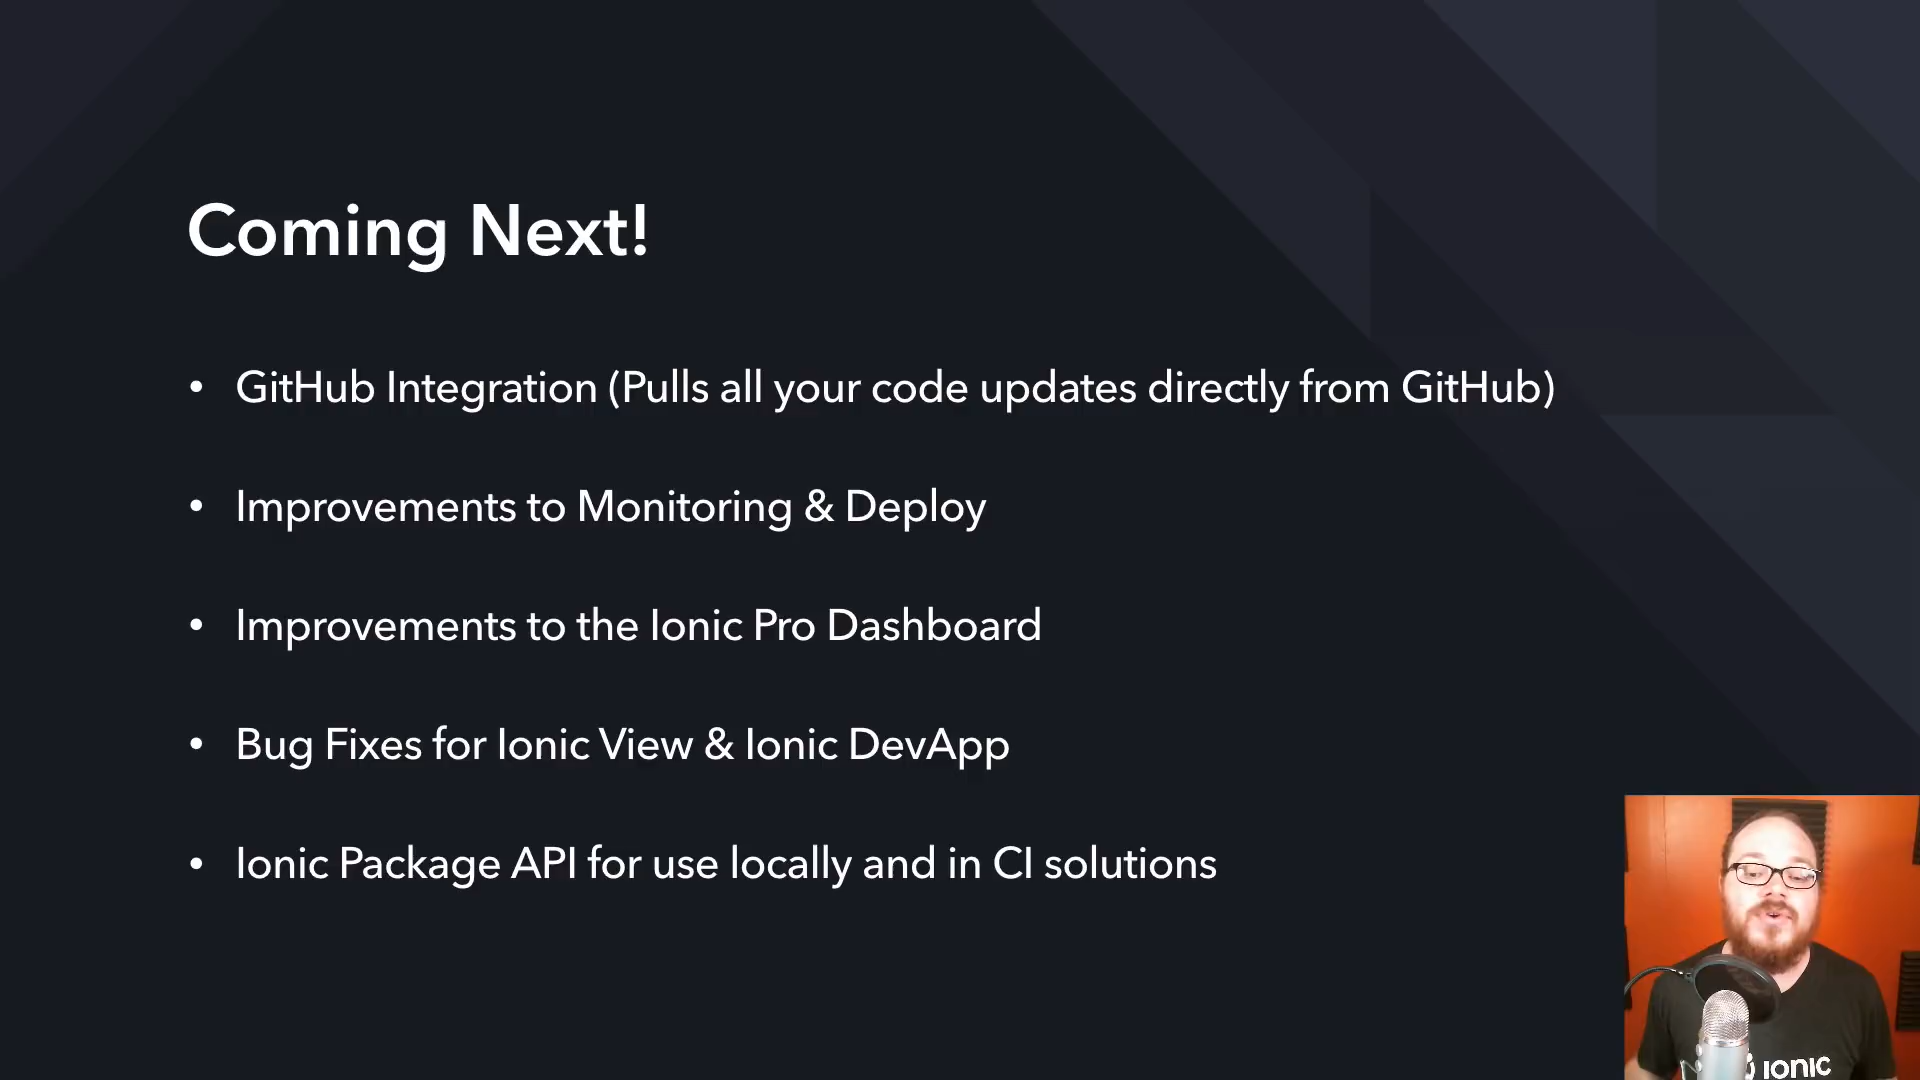 Coming Next!
• GitHub Integration (Pulls all your code updates directly from GitHub)
• Improvements to Monitoring & Deploy
• Improvements to the Ionic Pro Dashboard
• Bug Fixes for Ionic View & Ionic DevApp
• Ionic Package API for use locally and in CI solutions
ionic